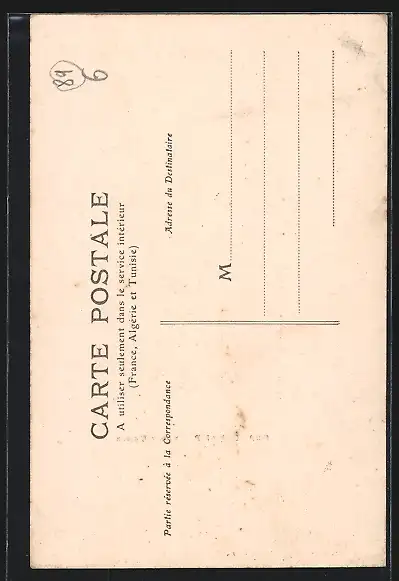 89
6
CARTE POSTALE
A utiliser seulement dans le service intérieur
(France, Algérie et Tunisie)
Partie réservée à la Correspondance
Adresse du Destinataire
M